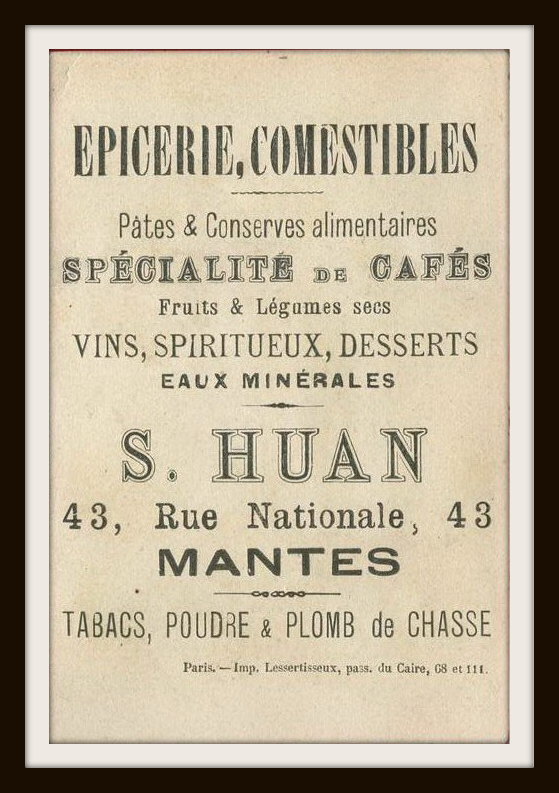 EPICERIE, COMESTIBLES
Pâtes & Conserves alimentaires
SPÉCIALITÉ DE CAFÉS
Fruits & Légumes secs
VINS, SPIRITUEUX, DESSERTS
EAUX MINÉRALES
S. HUAN
43, Rue Nationale, 43
MANTES
TABACS, POUDRE & PLOMB de CHASSE
Paris. — Imp. Lessertisseux, pass. du Caire, 68 et 111.